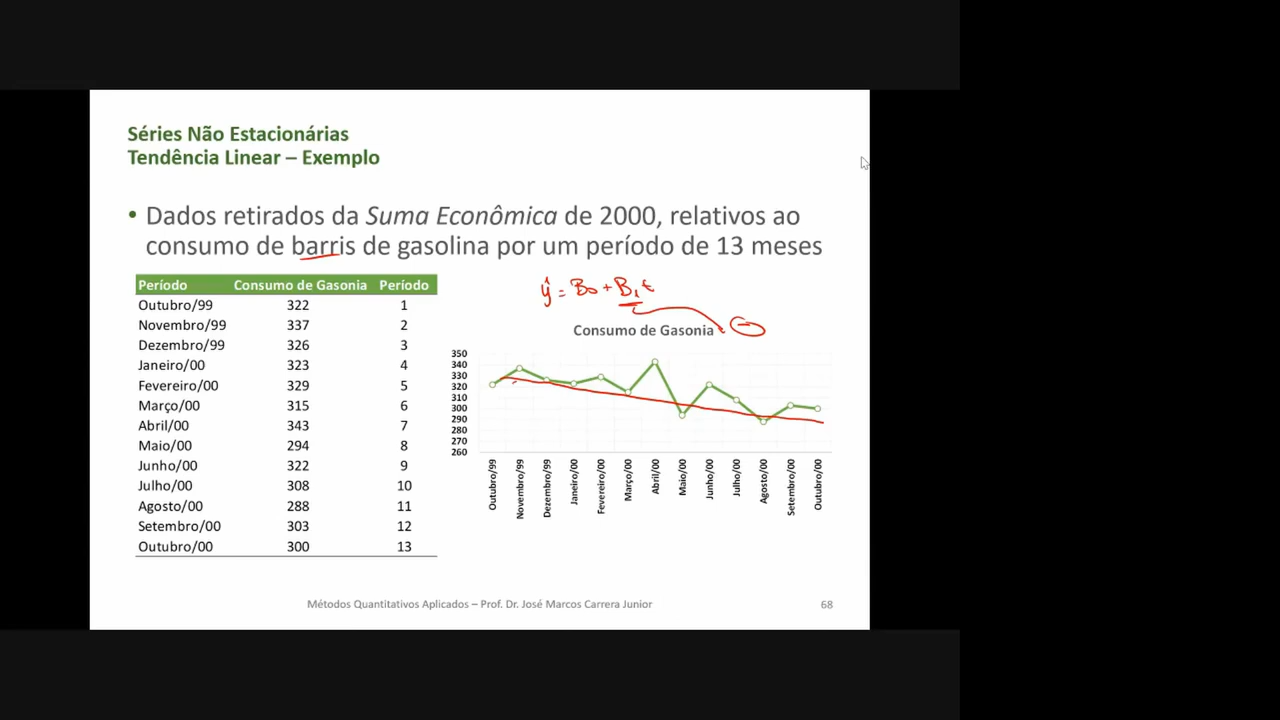 Séries Não Estacionárias
Tendência Linear – Exemplo
• Dados retirados da Suma Econômica de 2000, relativos ao
consumo de barris de gasolina por um período de 13 meses
Período Consumo de Gasonia Período
Outubro/99 322 1
Novembro/99 337 2
Dezembro/99 326 3
Janeiro/00 323 4
Fevereiro/00 329 5
Março/00 315 6
Abril/00 343 7
Maio/00 294 8
Junho/00 322 9
Julho/00 308 10
Agosto/00 288 11
Setembro/00 303 12
Outubro/00 300 13
ŷ = B0 + B1 t
Consumo de Gasonia
350
340
330
320
310
300
290
280
270
260
Outubro/99
Novembro/99
Dezembro/99
Janeiro/00
Fevereiro/00
Março/00
Abril/00
Maio/00
Junho/00
Julho/00
Agosto/00
Setembro/00
Outubro/00
Métodos Quantitativos Aplicados – Prof. Dr. José Marcos Carrera Junior
68